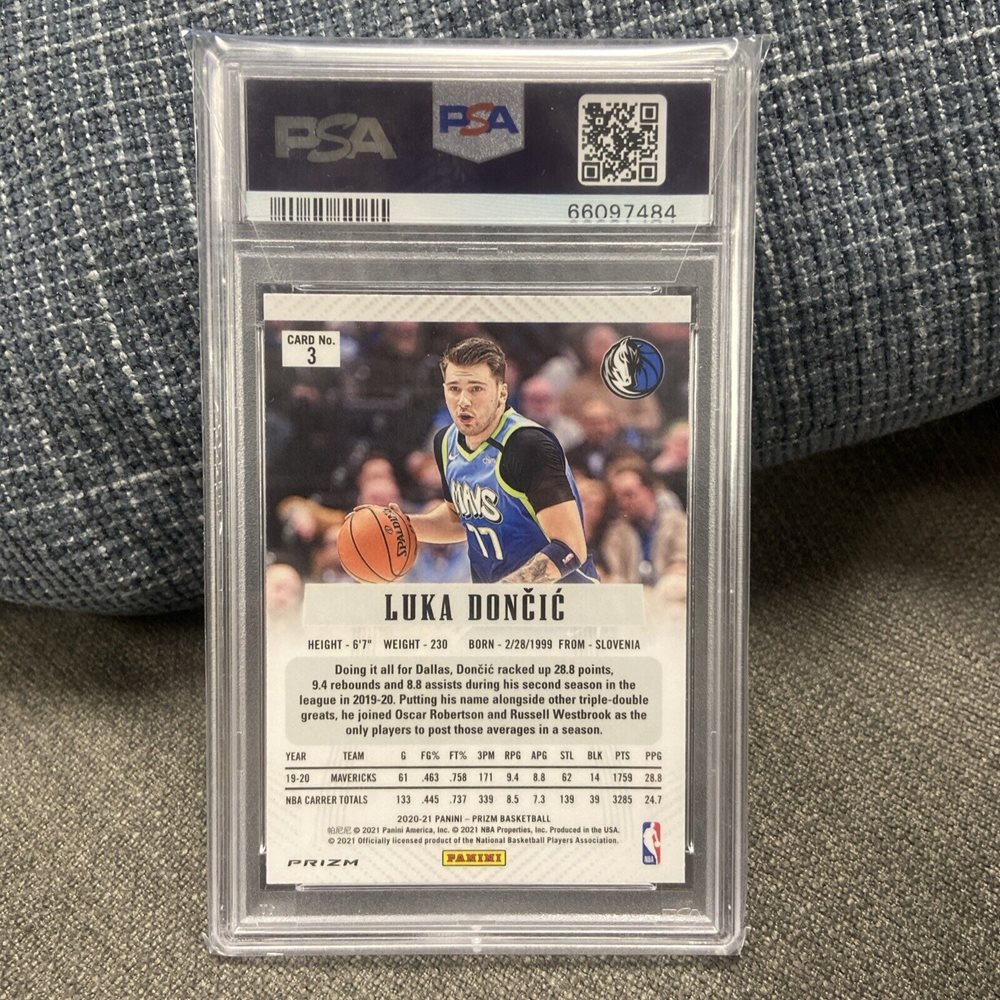 PSA
PSA
66097484
CARD No.
3
SPALDING
MAVS
77
LUKA DONČIĆ
HEIGHT - 6'7" WEIGHT - 230 BORN - 2/28/1999 FROM - SLOVENIA
Doing it all for Dallas, Dončić racked up 28.8 points,
9.4 rebounds and 8.8 assists during his second season in the
league in 2019-20. Putting his name alongside other triple-double
greats, he joined Oscar Robertson and Russell Westbrook as the
only players to post those averages in a season.
YEAR TEAM G FG% FT% 3PM RPG APG STL BLK PTS PPG
19-20 MAVERICKS 61 .463 .758 171 9.4 8.8 62 14 1759 28.8
NBA CARRER TOTALS 133 .445 .737 339 8.5 7.3 139 39 3285 24.7
2020-21 PANINI – PRIZM BASKETBALL
帕尼尼 © 2021 Panini America, Inc. © 2021 NBA Properties, Inc. Produced in the USA.
© 2021 Officially licensed product of the National Basketball Players Association.
PRIZM
PANINI
NBA
PSA